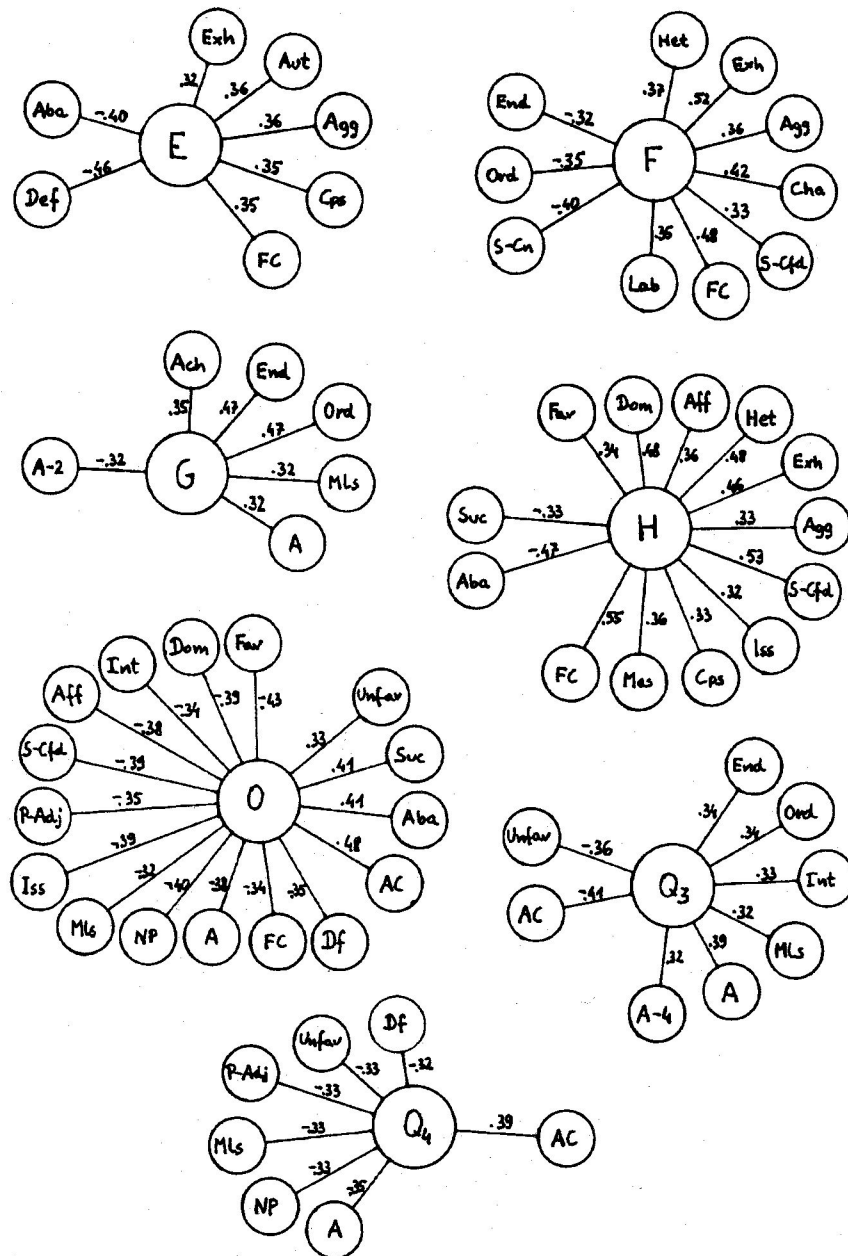 Exh
.32
Aut
.36
Aba
-.40
Agg
.36
E
Def
-.46
Cps
.35
FC
.35
Het
.37
Exh
.52
End
-.32
Agg
.36
F
Ord
-.35
Cha
.42
S-Cn
-.40
S-Cfd
.33
Lab
.35
FC
.48
Ach
.35
End
.47
Ord
.47
A-2
-.32
G
MLs
.32
A
.32
Fav
.34
Dom
.48
Aff
.36
Het
.48
Exh
.46
Suc
-.33
H
Agg
.33
Aba
-.47
S-Cfd
.53
Iss
.32
FC
.55
Mas
.36
Cps
.33
Int
-.34
Dom
-.39
Fav
-.43
Aff
-.38
Unfav
.33
S-Cfd
-.39
Suc
.41
P-Adj
-.35
O
Aba
.41
Iss
-.39
AC
.48
Mls
-.32
NP
-.40
A
-.38
FC
-.34
Df
.35
End
.34
Unfav
-.36
Ord
.34
Q3
Int
.33
AC
-.41
MLs
.32
A-4
.32
A
.39
Df
-.32
Unfav
-.33
P-Adj
-.33
MLs
-.33
Q4
AC
.39
NP
-.33
A
-.35